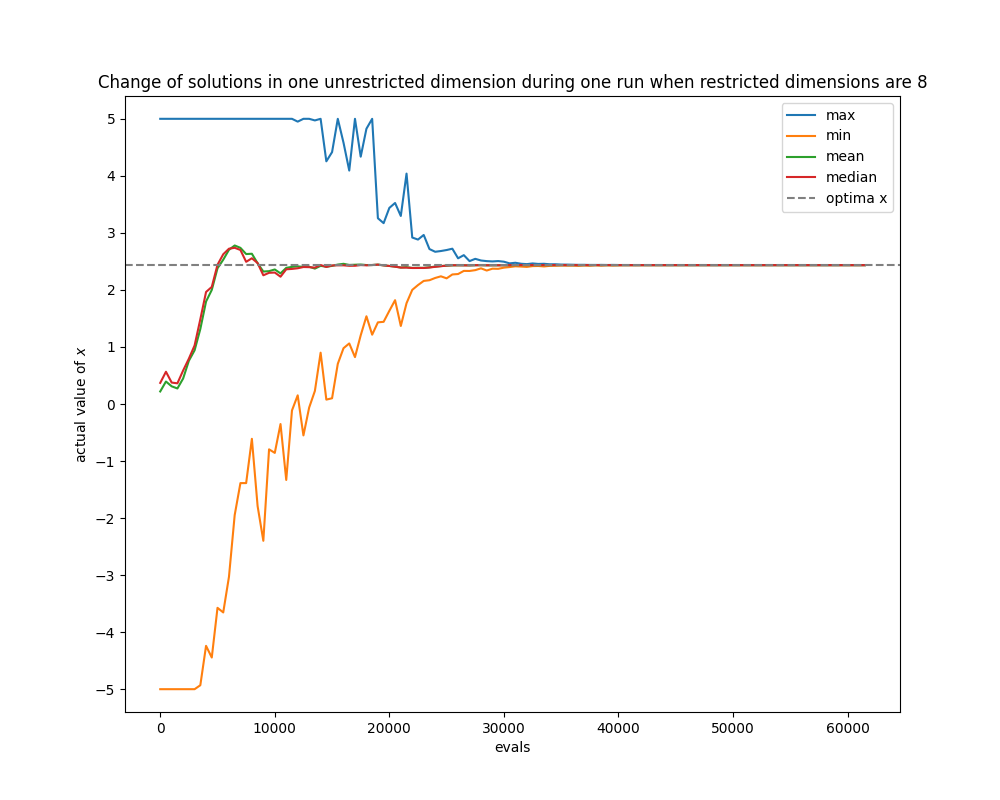 Change of solutions in one unrestricted dimension during one run when restricted dimensions are 8
max
min
mean
median
optima x
actual value of x
5
4
3
2
1
0
−1
−2
−3
−4
−5
0 10000 20000 30000 40000 50000 60000
evals